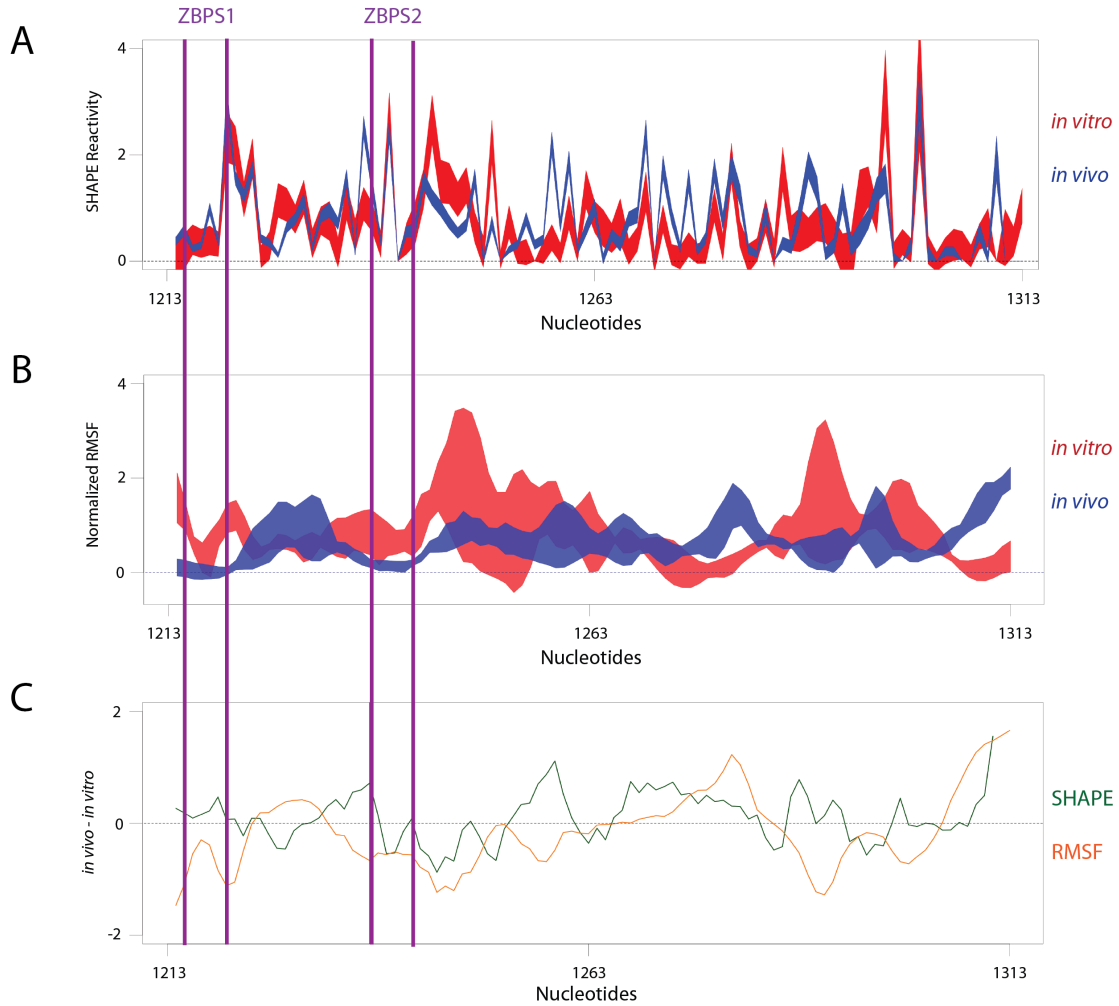 ZBPS1 ZBPS2
A
4
2
0
SHAPE Reactivity
in vitro
in vivo
1213 1263 1313
Nucleotides
B
4
2
0
Normalized RMSF
in vitro
in vivo
1213 1263 1313
Nucleotides
C
2
0
-2
in vivo - in vitro
SHAPE
RMSF
1213 1263 1313
Nucleotides